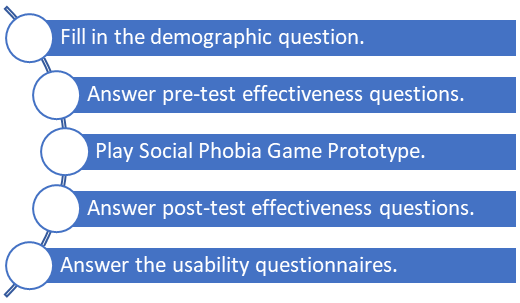 Fill in the demographic question.
Answer pre-test effectiveness questions.
Play Social Phobia Game Prototype.
Answer post-test effectiveness questions.
Answer the usability questionnaires.